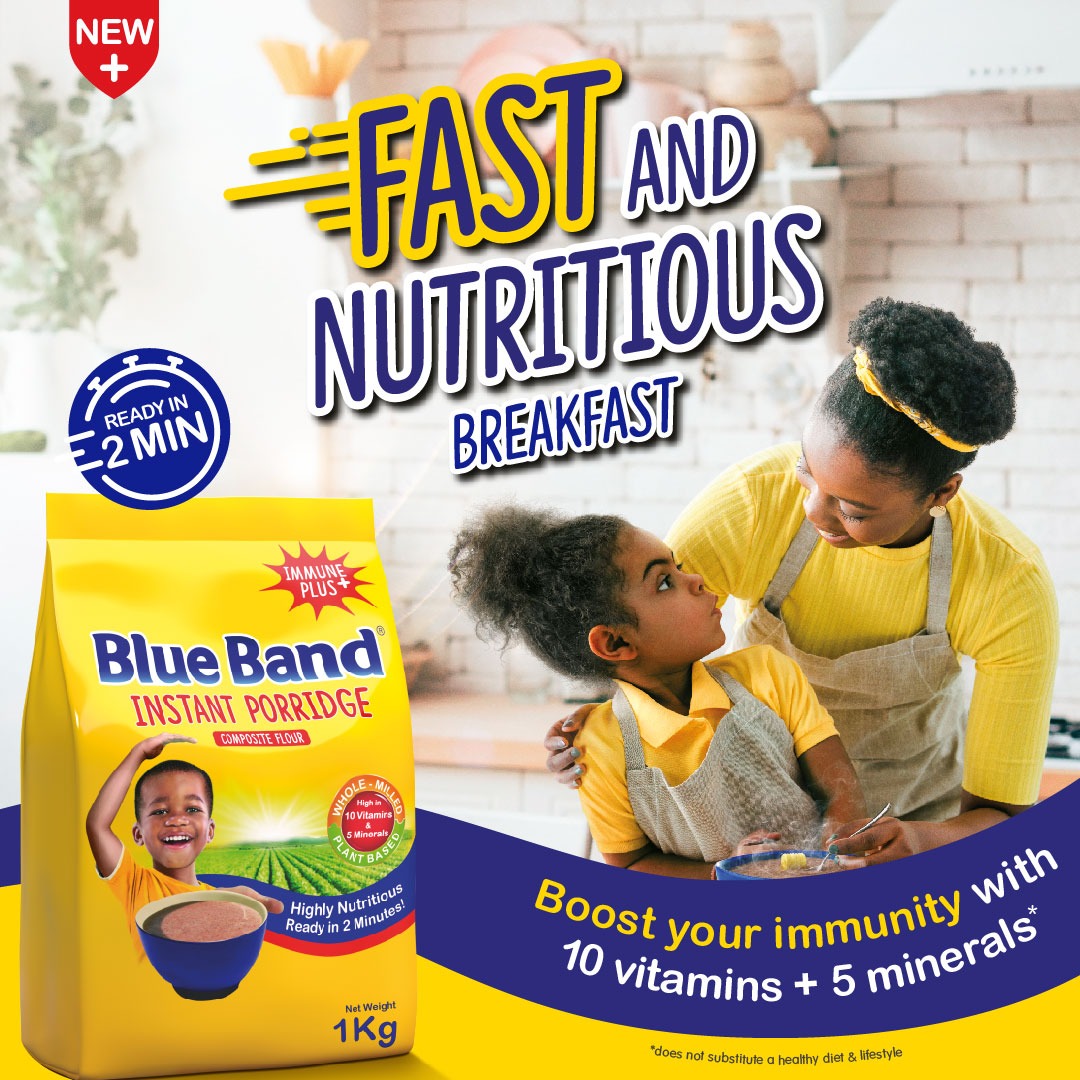 NEW
+
FAST AND
NUTRITIOUS
BREAKFAST
READY IN
2 MIN
IMMUNE
PLUS+
Blue Band®
INSTANT PORRIDGE
COMPOSITE FLOUR
WHOLE-MILLED
High in
10 Vitamins
&
5 Minerals
PLANT BASED
Highly Nutritious
Ready in 2 Minutes!
Net Weight
1Kg
Boost your immunity with
10 vitamins + 5 minerals*
*does not substitute a healthy diet & lifestyle